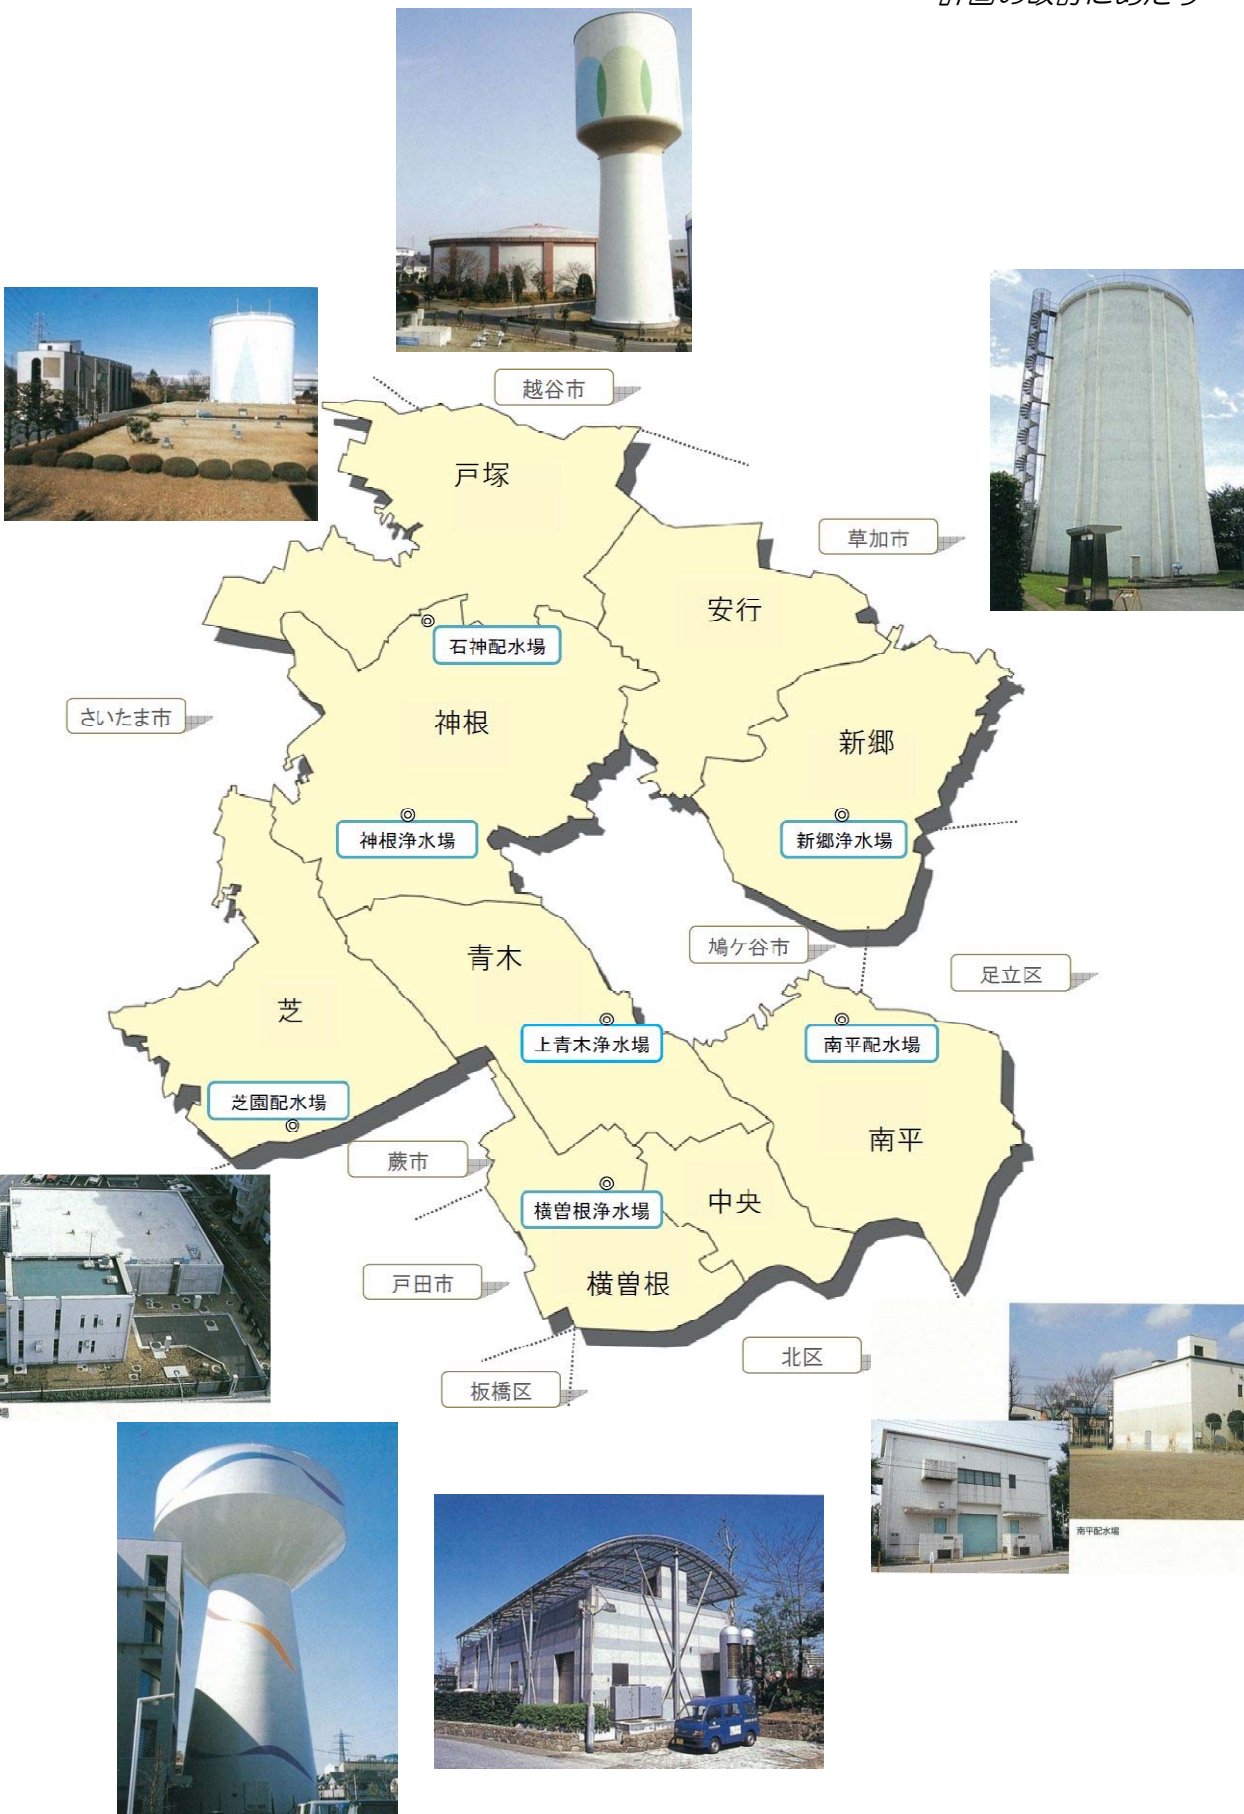 越谷市
戸塚
草加市
安行
石神配水場
さいたま市
神根
新郷
神根浄水場
新郷浄水場
青木
鳩ケ谷市
足立区
芝
上青木浄水場
南平配水場
芝園配水場
南平
蕨市
横曽根浄水場
中央
戸田市
横曽根
北区
板橋区
場
南平配水場